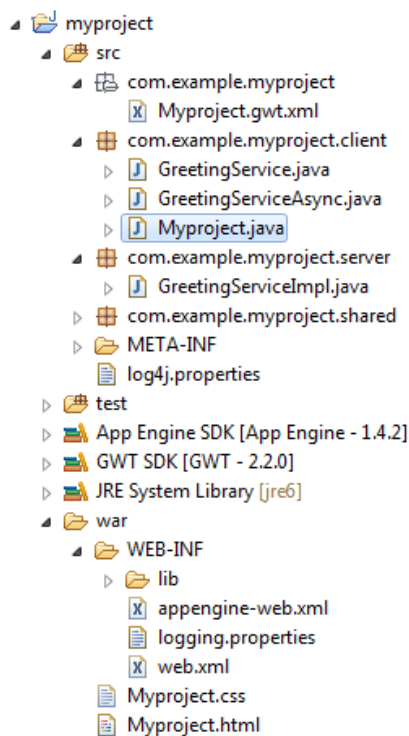 myproject
src
com.example.myproject
Myproject.gwt.xml
com.example.myproject.client
GreetingService.java
GreetingServiceAsync.java
Myproject.java
com.example.myproject.server
GreetingServiceImpl.java
com.example.myproject.shared
META-INF
log4j.properties
test
App Engine SDK [App Engine - 1.4.2]
GWT SDK [GWT - 2.2.0]
JRE System Library [jre6]
war
WEB-INF
lib
appengine-web.xml
logging.properties
web.xml
Myproject.css
Myproject.html